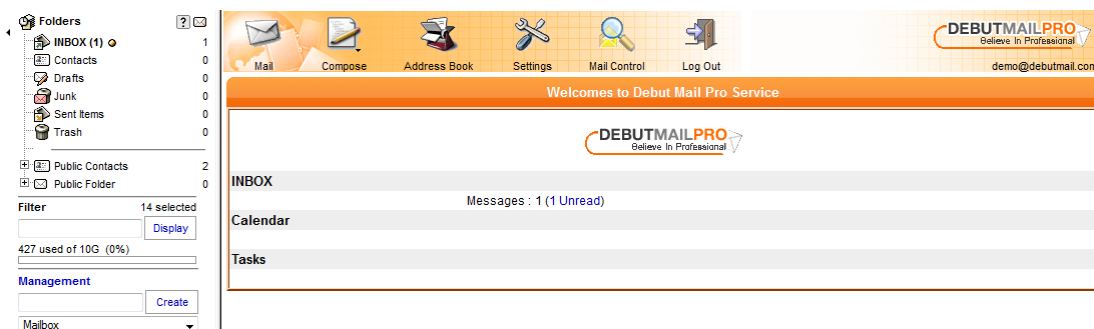 Folders ?
INBOX (1) 1
Contacts 0
Drafts 0
Junk 0
Sent Items 0
Trash 0
Public Contacts 2
Public Folder 0
Filter 14 selected
Display
427 used of 10G (0%)
Management
Create
Mailbox
Mail Compose Address Book Settings Mail Control Log Out
DEBUTMAILPRO
Believe In Professional
demo@debutmail.com
Welcomes to Debut Mail Pro Service
DEBUTMAILPRO
Believe In Professional
INBOX
Messages : 1 (1 Unread)
Calendar
Tasks